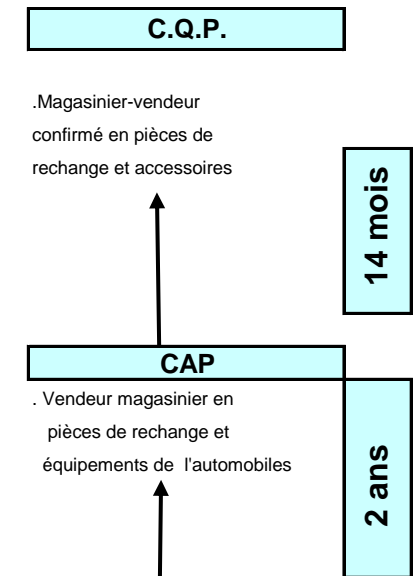 C.Q.P.
.Magasinier-vendeur
confirmé en pièces de
rechange et accessoires
14 mois
CAP
. Vendeur magasinier en
pièces de rechange et
équipements de l'automobiles
2 ans